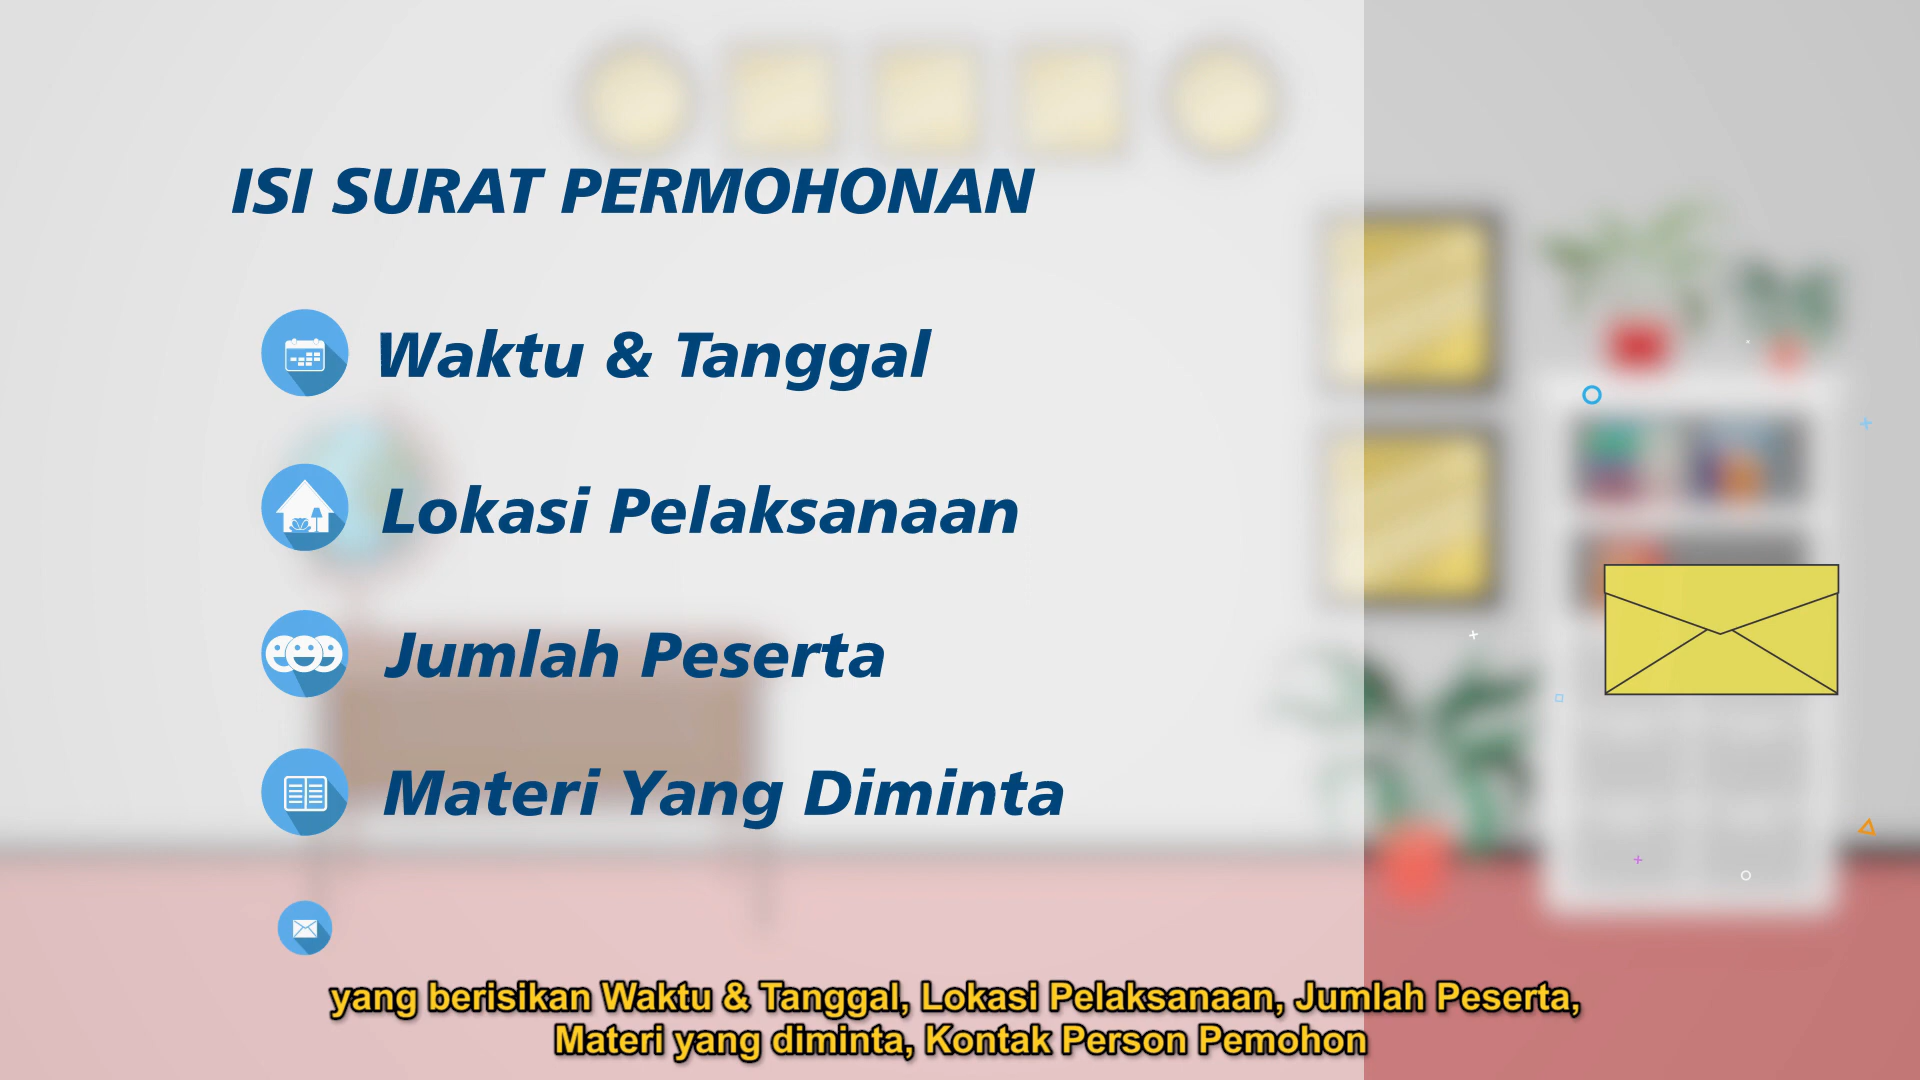 ISI SURAT PERMOHONAN
Waktu & Tanggal
Lokasi Pelaksanaan
Jumlah Peserta
Materi Yang Diminta
yang berisikan Waktu & Tanggal, Lokasi Pelaksanaan, Jumlah Peserta,
Materi yang diminta, Kontak Person Pemohon